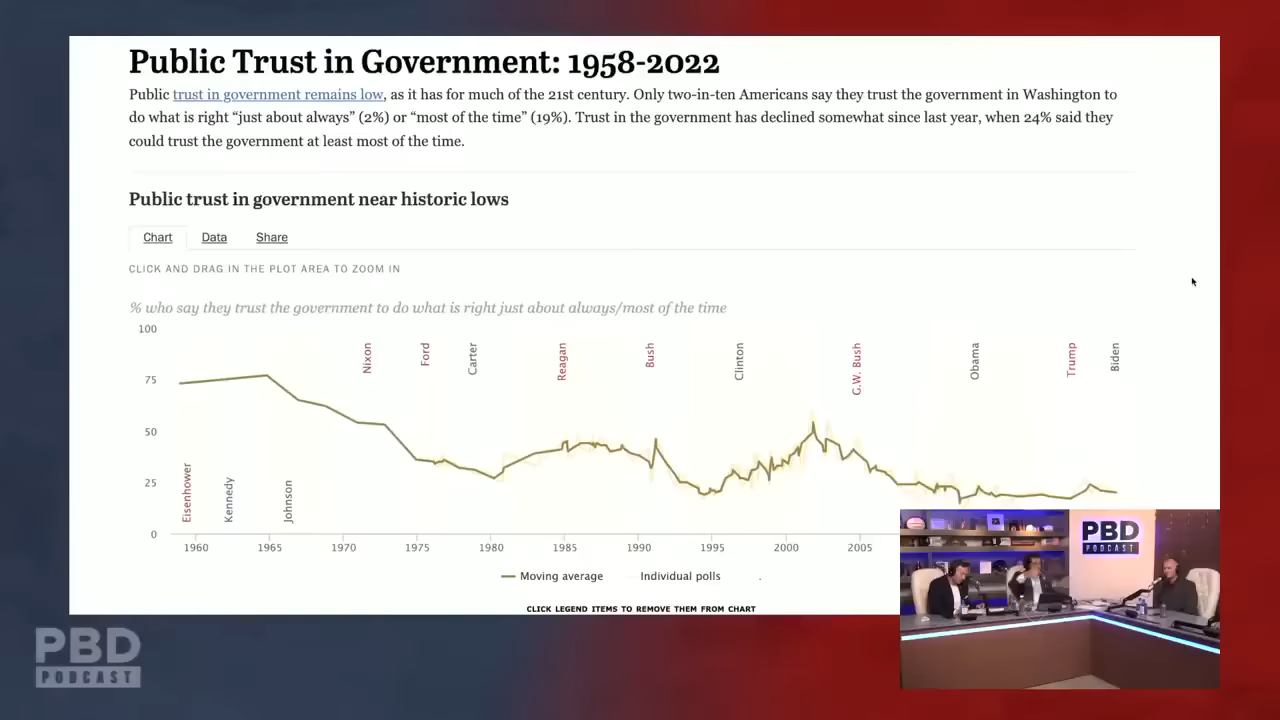 Public Trust in Government: 1958-2022
Public trust in government remains low, as it has for much of the 21st century. Only two-in-ten Americans say they trust the government in Washington to
do what is right “just about always” (2%) or “most of the time” (19%). Trust in the government has declined somewhat since last year, when 24% said they
could trust the government at least most of the time.
Public trust in government near historic lows
Chart Data Share
CLICK AND DRAG IN THE PLOT AREA TO ZOOM IN
% who say they trust the government to do what is right just about always/most of the time
100
75
50
25
0
Eisenhower
Kennedy
Johnson
Nixon
Ford
Carter
Reagan
Bush
Clinton
G.W. Bush
Obama
Trump
Biden
1960 1965 1970 1975 1980 1985 1990 1995 2000 2005
Moving average Individual polls .
CLICK LEGEND ITEMS TO REMOVE THEM FROM CHART
PBD
PODCAST
PBD
PODCAST